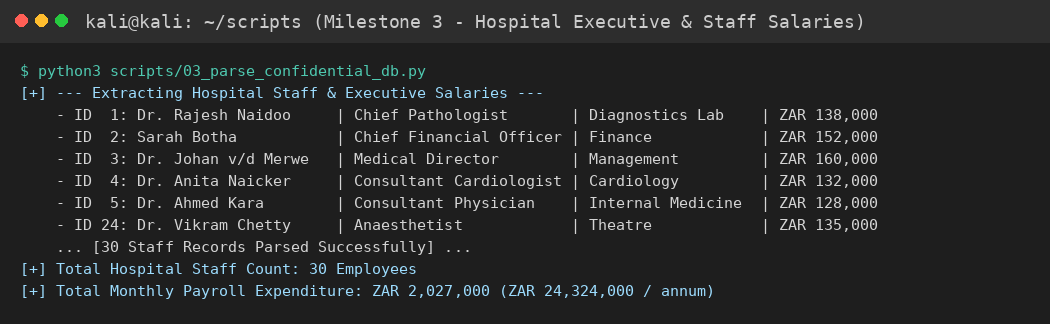 kali@kali: ~/scripts (Milestone 3 - Hospital Executive & Staff Salaries)
$ python3 scripts/03_parse_confidential_db.py
[+] --- Extracting Hospital Staff & Executive Salaries ---
    - ID  1: Dr. Rajesh Naidoo     | Chief Pathologist       | Diagnostics Lab    | ZAR 138,000
    - ID  2: Sarah Botha           | Chief Financial Officer | Finance            | ZAR 152,000
    - ID  3: Dr. Johan v/d Merwe   | Medical Director        | Management         | ZAR 160,000
    - ID  4: Dr. Anita Naicker     | Consultant Cardiologist | Cardiology         | ZAR 132,000
    - ID  5: Dr. Ahmed Kara        | Consultant Physician    | Internal Medicine  | ZAR 128,000
    - ID 24: Dr. Vikram Chetty     | Anaesthetist            | Theatre            | ZAR 135,000
    ... [30 Staff Records Parsed Successfully] ...
[+] Total Hospital Staff Count: 30 Employees
[+] Total Monthly Payroll Expenditure: ZAR 2,027,000 (ZAR 24,324,000 / annum)